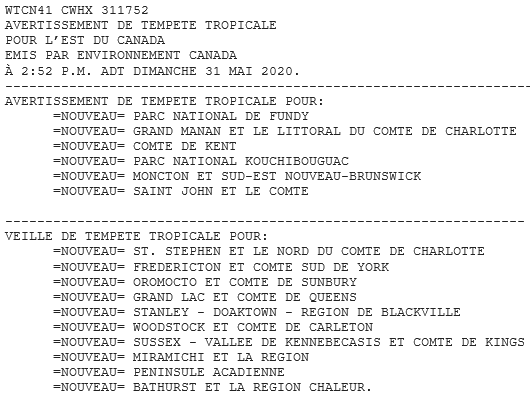 WTCN41 CWHX 311752
AVERTISSEMENT DE TEMPETE TROPICALE
POUR L'EST DU CANADA
EMIS PAR ENVIRONNEMENT CANADA
À 2:52 P.M. ADT DIMANCHE 31 MAI 2020.
---------------------------------------------------------------------
AVERTISSEMENT DE TEMPETE TROPICALE POUR:
=NOUVEAU= PARC NATIONAL DE FUNDY
=NOUVEAU= GRAND MANAN ET LE LITTORAL DU COMTE DE CHARLOTTE
=NOUVEAU= COMTE DE KENT
=NOUVEAU= PARC NATIONAL KOUCHIBOUGUAC
=NOUVEAU= MONCTON ET SUD-EST NOUVEAU-BRUNSWICK
=NOUVEAU= SAINT JOHN ET LE COMTE
---------------------------------------------------------------------
VEILLE DE TEMPETE TROPICALE POUR:
=NOUVEAU= ST. STEPHEN ET LE NORD DU COMTE DE CHARLOTTE
=NOUVEAU= FREDERICTON ET COMTE SUD DE YORK
=NOUVEAU= OROMOCTO ET COMTE DE SUNBURY
=NOUVEAU= GRAND LAC ET COMTE DE QUEENS
=NOUVEAU= STANLEY - DOAKTOWN - REGION DE BLACKVILLE
=NOUVEAU= WOODSTOCK ET COMTE DE CARLETON
=NOUVEAU= SUSSEX - VALLEE DE KENNEBECASIS ET COMTE DE KINGS
=NOUVEAU= MIRAMICHI ET LA REGION
=NOUVEAU= PENINSULE ACADIENNE
=NOUVEAU= BATHURST ET LA REGION CHALEUR.